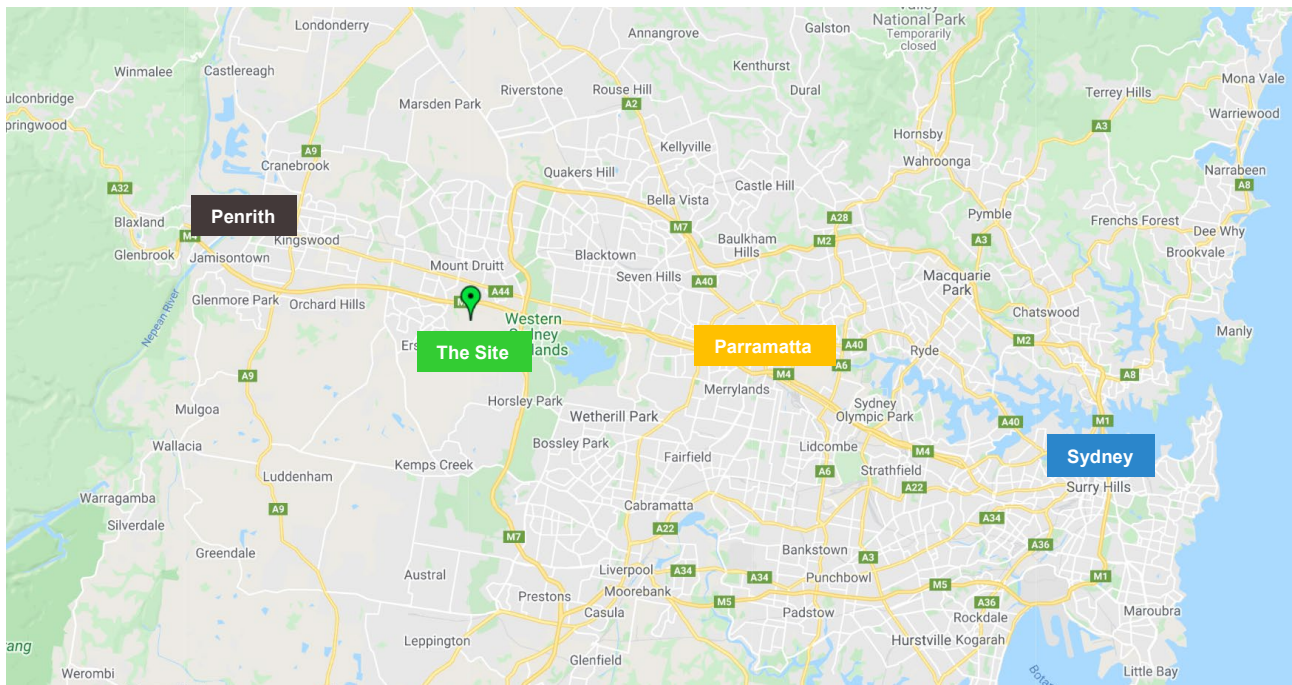 Valley
National Park
Temporarily
closed
Londonderry
Annangrove
Galston
Kenthurst
Winmalee
Castlereagh
Mona Vale
Riverstone
Rouse Hill
Dural
Terrey Hills
ulconbridge
Marsden Park
A2
Warriewood
pringwood
A3
Hornsby
A9
Kellyville
Wahroonga
Cranebrook
Quakers Hill
Narrabeen
A32
Castle Hill
A8
Bella Vista
Penrith
Blaxland
A28
Pymble
Frenchs Forest
M4
M7
Dee Way
Kingswood
Baulkham
Hills
M2
A3
Glenbrook
Jamisontown
Blacktown
Brookvale
Mount Druitt
Seven Hills
A40
Macquarie
Park
Glenmore Park
Orchard Hills
A44
Chatswood
Nepean River
Western
Manly
The Site
Parramatta
A40
M2
Ers
Ryde
A6
M4
A9
Merrylands
A8
Horsley Park
Mulgoa
Wetherill Park
Sydney
Olympic Park
A40
M1
Wallacia
Bossley Park
Lidcombe
Fairfield
M4
Sydney
Kemps Creek
Strathfield
A6
Luddenham
A22
Surry Hills
Warragamba
Cabramatta
A9
A34
Silverdale
A22
M7
A36
Greendale
Bankstown
A3
Austral
Liverpool
A34
A34
Punchbowl
M5
M1
Prestons
Moorebank
M5
A36
Casula
Padstow
Rockdale
Maroubra
Leppington
Hurstville
Kogarah
ang
Glenfield
Werombi
Little Bay